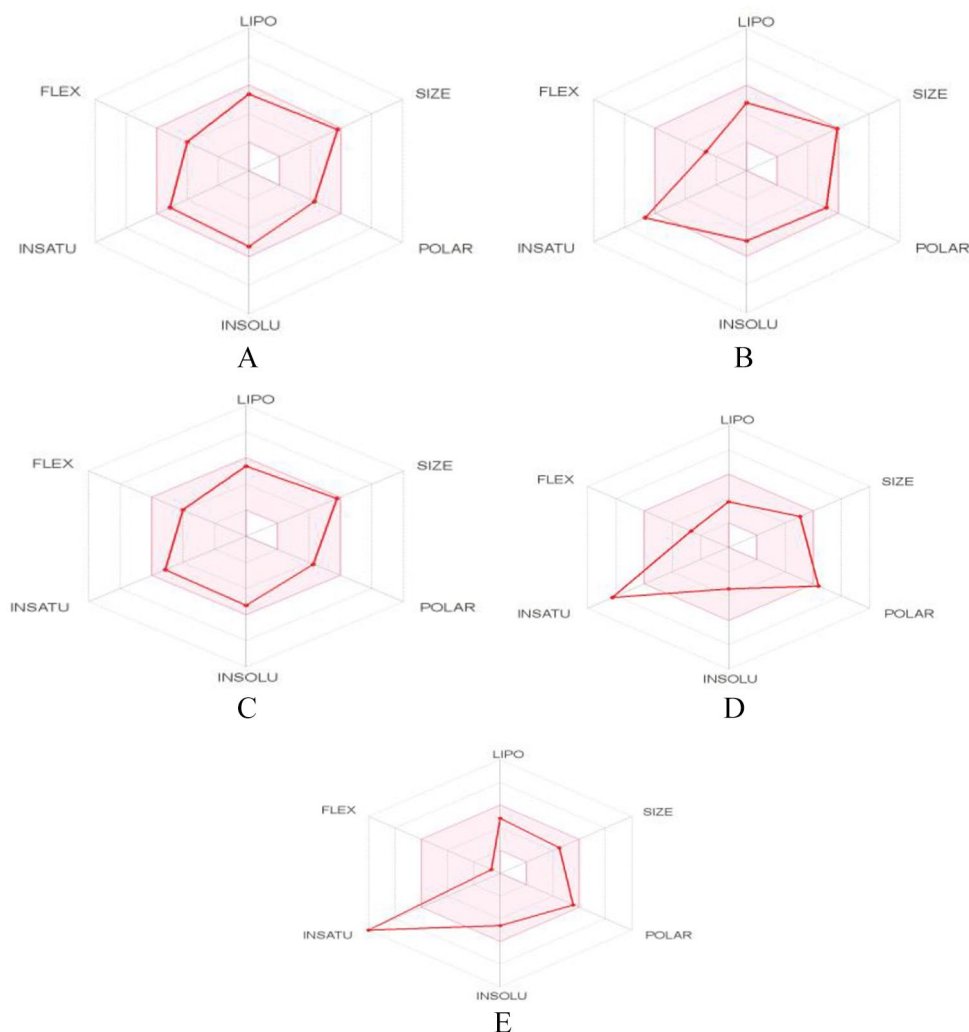 LIPO LIPO
FLEX SIZE FLEX SIZE
INSATU POLAR INSATU POLAR
INSOLU INSOLU
A B
LIPO LIPO
FLEX SIZE FLEX SIZE
INSATU POLAR INSATU POLAR
INSOLU INSOLU
C D
LIPO
FLEX SIZE
INSATU POLAR
INSOLU
E